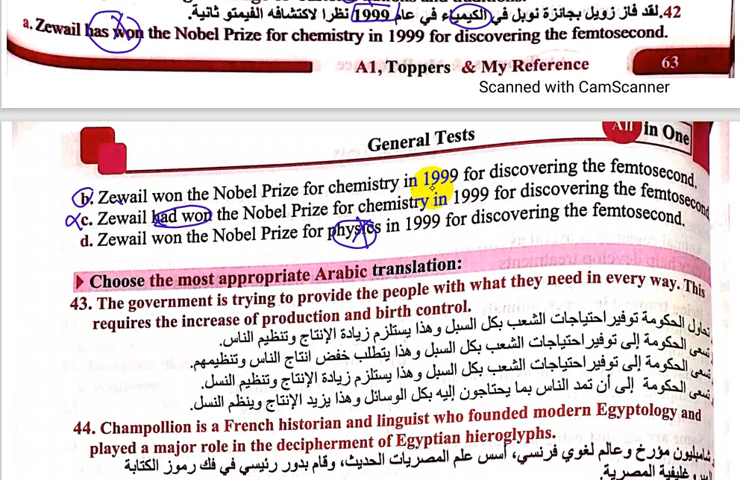 42. لقد فاز زويل بجائزة نوبل في الكيمياء في عام 1999 نظرا لاكتشافه الفيمتو ثانية.
a. Zewail has won the Nobel Prize for chemistry in 1999 for discovering the femtosecond.
A1, Toppers & My Reference 63
Scanned with CamScanner
All in One
General Tests
b. Zewail won the Nobel Prize for chemistry in 1999 for discovering the femtosecond.
c. Zewail had won the Nobel Prize for chemistry in 1999 for discovering the femtosecond
d. Zewail won the Nobel Prize for physics in 1999 for discovering the femtosecond.
Choose the most appropriate Arabic translation:
43. The government is trying to provide the people with what they need in every way. This
requires the increase of production and birth control.
تحاول الحكومة توفير احتياجات الشعب بكل السبل وهذا يستلزم زيادة الإنتاج وتنظيم الناس.
تسعى الحكومة إلى توفير احتياجات الشعب بكل السبل وهذا يتطلب خفض انتاج الناس وتنظيمهم.
تسعى الحكومة إلى توفير احتياجات الشعب بكل السبل وهذا يستلزم زيادة الإنتاج وتنظيم النسل.
تسعى الحكومة إلى أن تمد الناس بما يحتاجون إليه بكل الوسائل وهذا يزيد الإنتاج وينظم النسل.
44. Champollion is a French historian and linguist who founded modern Egyptology and
played a major role in the decipherment of Egyptian hieroglyphs.
شامبليون مؤرخ وعالم لغوي فرنسي، أسس علم المصريات الحديث، وقام بدور رئيسي في فك رموز الكتابة
المصرية.